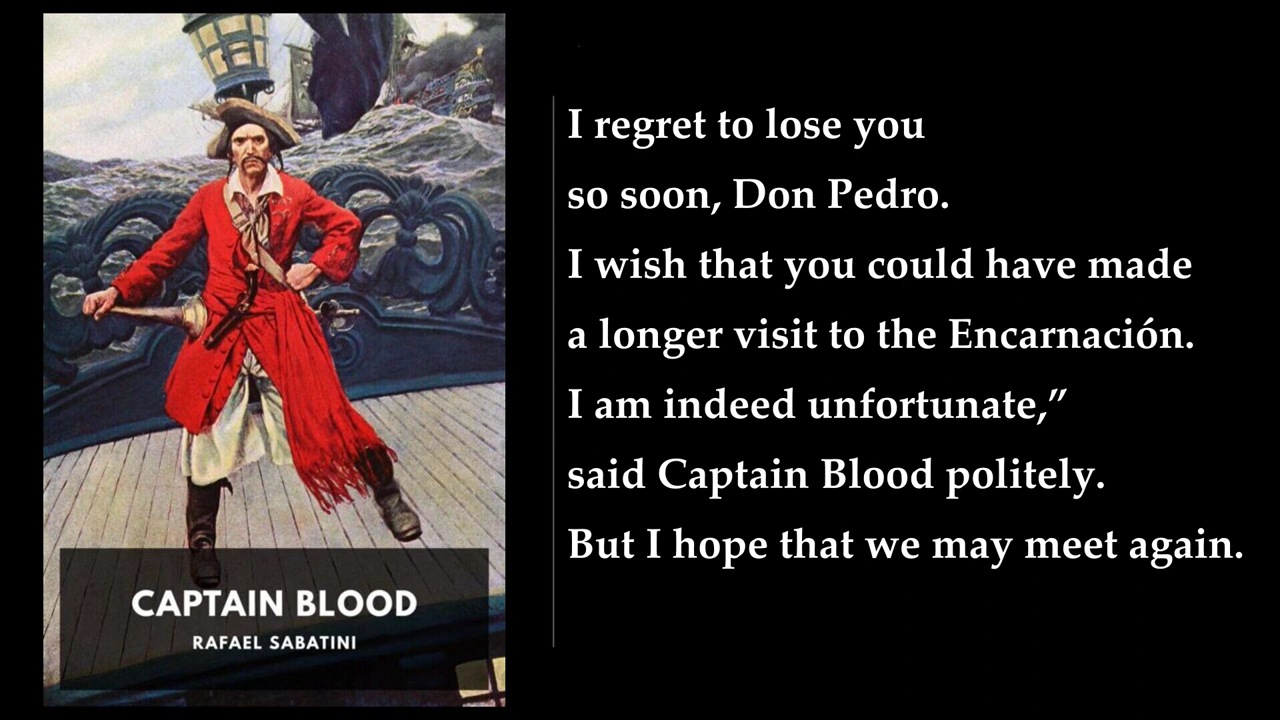 CAPTAIN BLOOD
RAFAEL SABATINI
I regret to lose you
so soon, Don Pedro.
I wish that you could have made
a longer visit to the Encarnación.
I am indeed unfortunate,”
said Captain Blood politely.
But I hope that we may meet again.